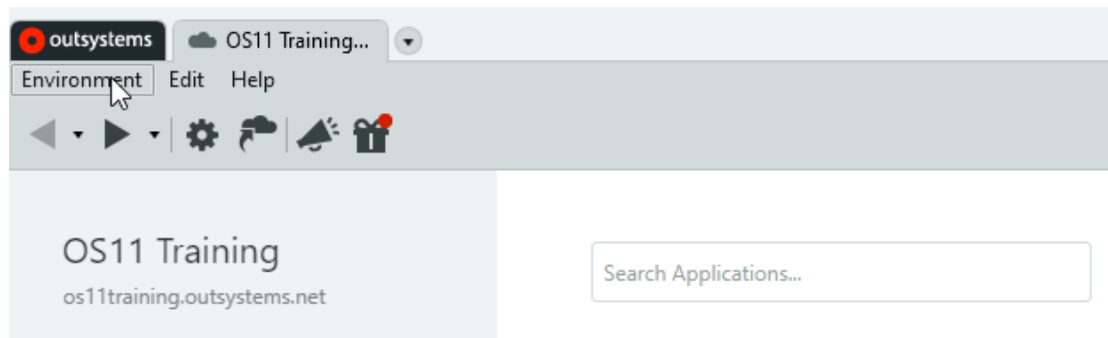 outsystems OS11 Training...
Environment Edit Help
OS11 Training
os11training.outsystems.net
Search Applications...